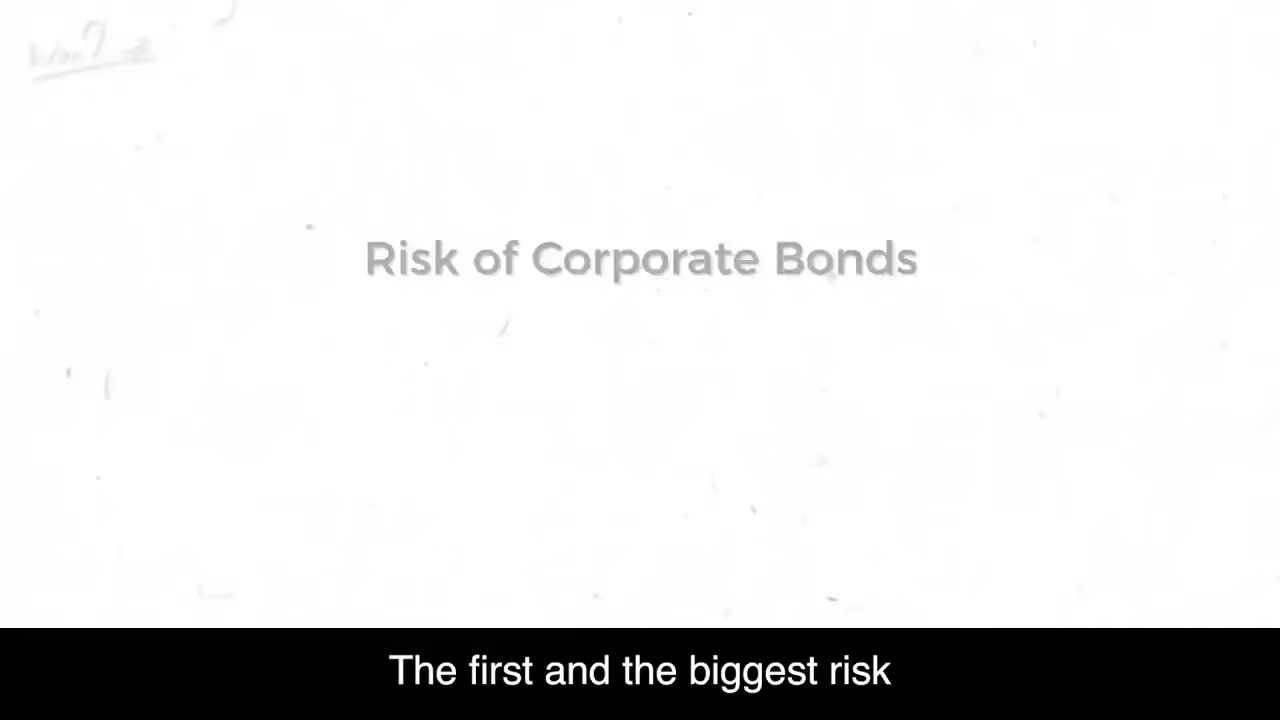 Risk of Corporate Bonds
The first and the biggest risk